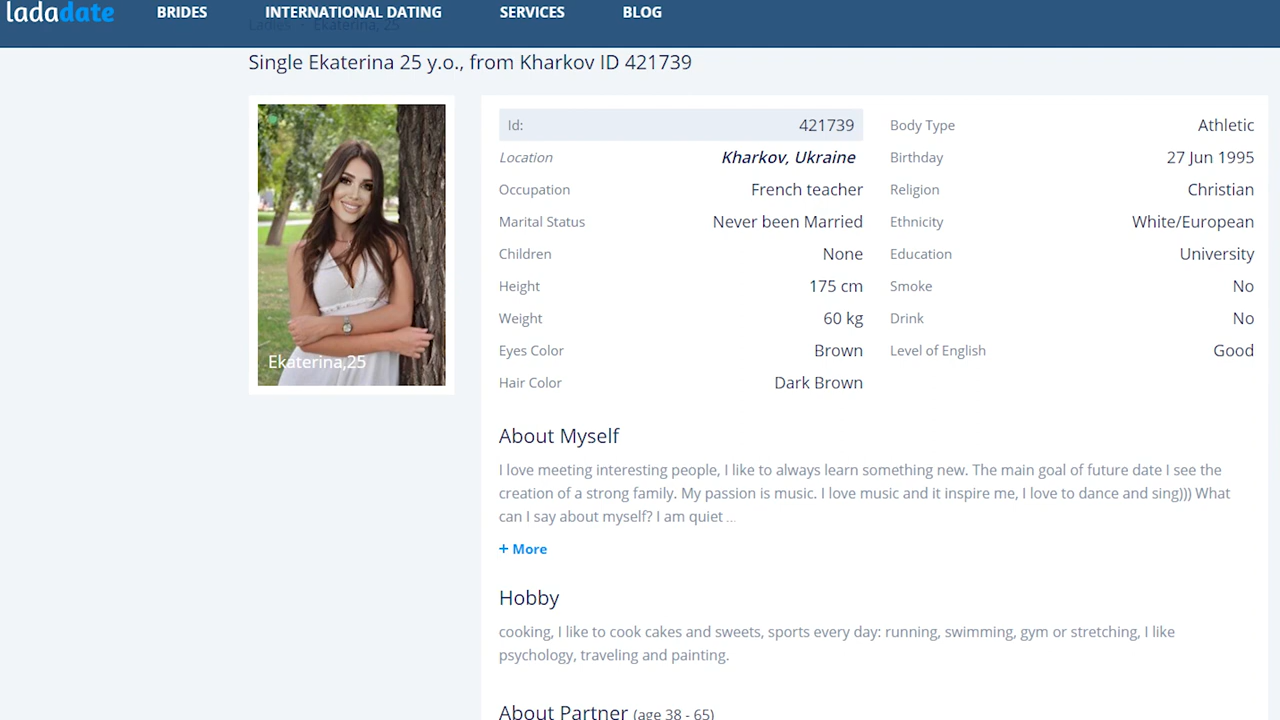 ladadate BRIDES INTERNATIONAL DATING SERVICES BLOG
Ladies Ekaterina, 25
Single Ekaterina 25 y.o., from Kharkov ID 421739
Ekaterina,25
Id: 421739
Location Kharkov, Ukraine
Occupation French teacher
Marital Status Never been Married
Children None
Height 175 cm
Weight 60 kg
Eyes Color Brown
Hair Color Dark Brown
Body Type Athletic
Birthday 27 Jun 1995
Religion Christian
Ethnicity White/European
Education University
Smoke No
Drink No
Level of English Good
About Myself
I love meeting interesting people, I like to always learn something new. The main goal of future date I see the
creation of a strong family. My passion is music. I love music and it inspire me, I love to dance and sing))) What
can I say about myself? I am quiet ...
+ More
Hobby
cooking, I like to cook cakes and sweets, sports every day: running, swimming, gym or stretching, I like
psychology, traveling and painting.
About Partner (age 38 - 65)